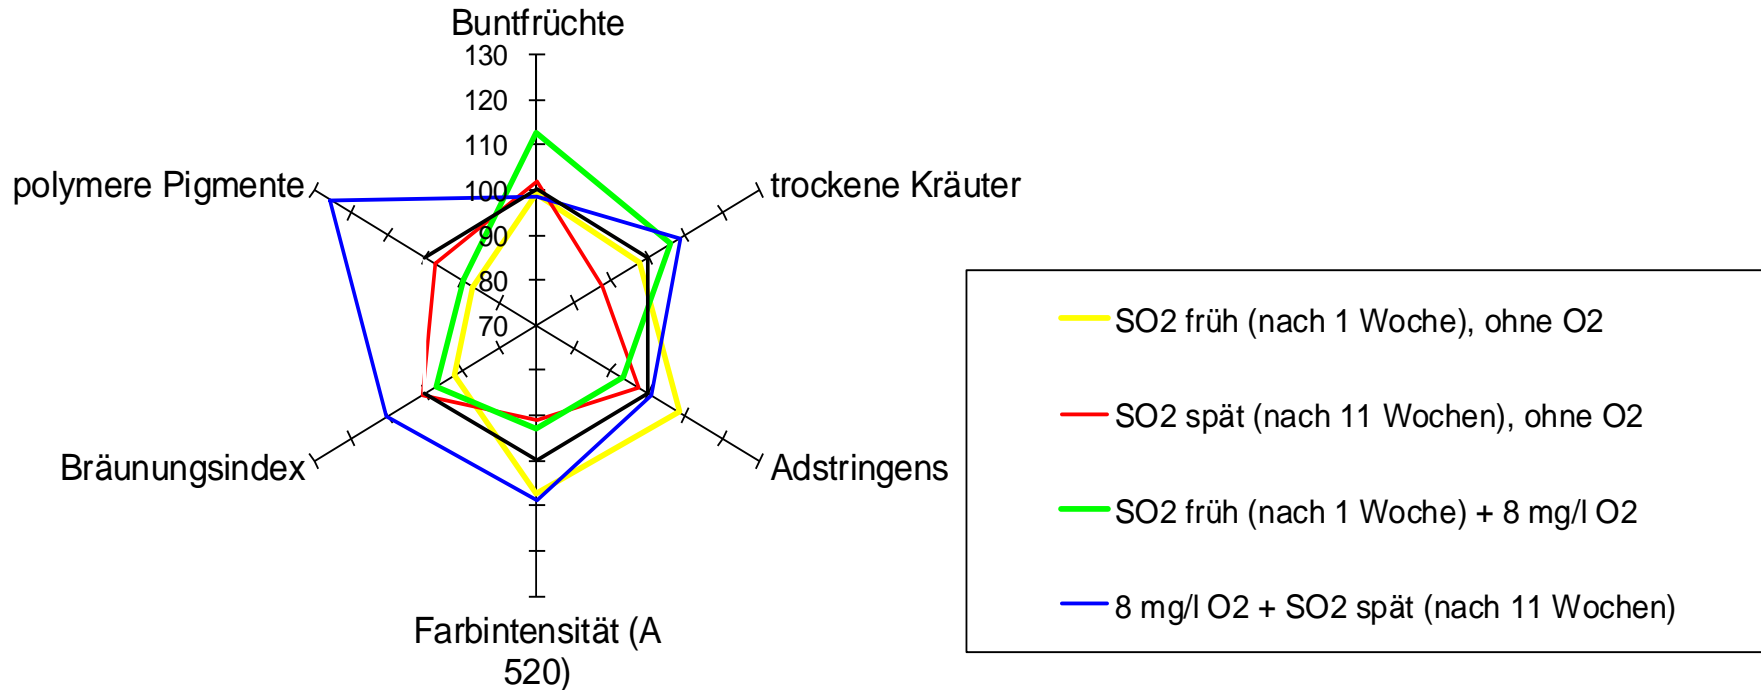 Buntfrüchte
130
120
110
100
90
80
70
polymere Pigmente
trockene Kräuter
Bräunungsindex
Adstringens
Farbintensität (A
520)
SO2 früh (nach 1 Woche), ohne O2
SO2 spät (nach 11 Wochen), ohne O2
SO2 früh (nach 1 Woche) + 8 mg/l O2
8 mg/l O2 + SO2 spät (nach 11 Wochen)